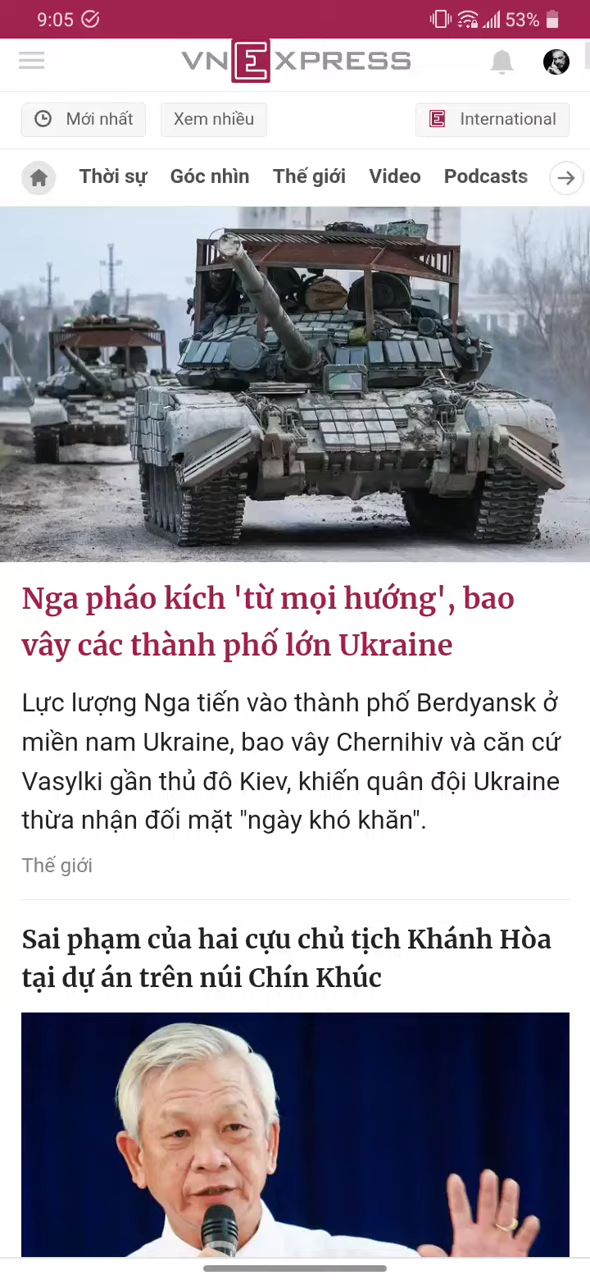 9:05
53%
VNEXPRESS
Mới nhất
Xem nhiều
E International
Thời sự
Góc nhìn
Thế giới
Video
Podcasts
Nga pháo kích 'từ mọi hướng', bao
vây các thành phố lớn Ukraine
Lực lượng Nga tiến vào thành phố Berdyansk ở
miền nam Ukraine, bao vây Chernihiv và căn cứ
Vasylki gần thủ đô Kiev, khiến quân đội Ukraine
thừa nhận đối mặt "ngày khó khăn".
Thế giới
Sai phạm của hai cựu chủ tịch Khánh Hòa
tại dự án trên núi Chín Khúc